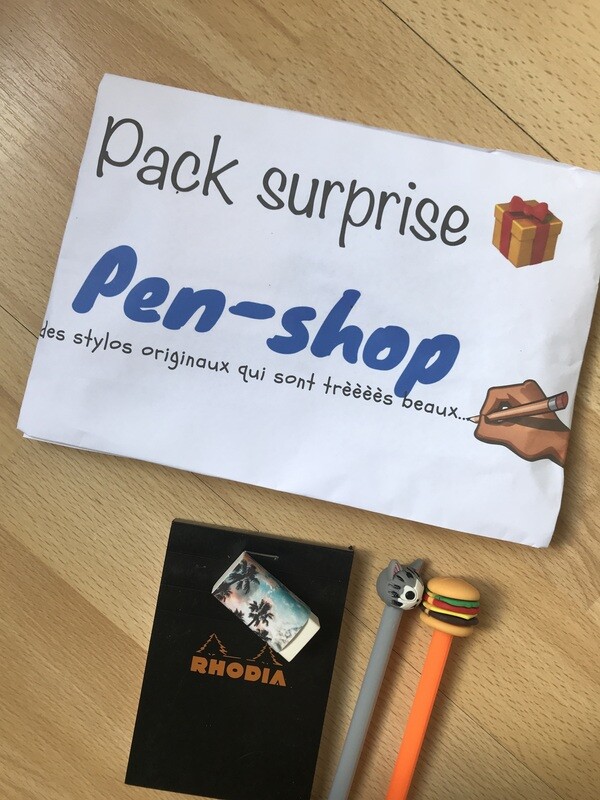 Pack surprise
Pen-shop
des stylos originaux qui sont trèèèès beaux...
RHODIA